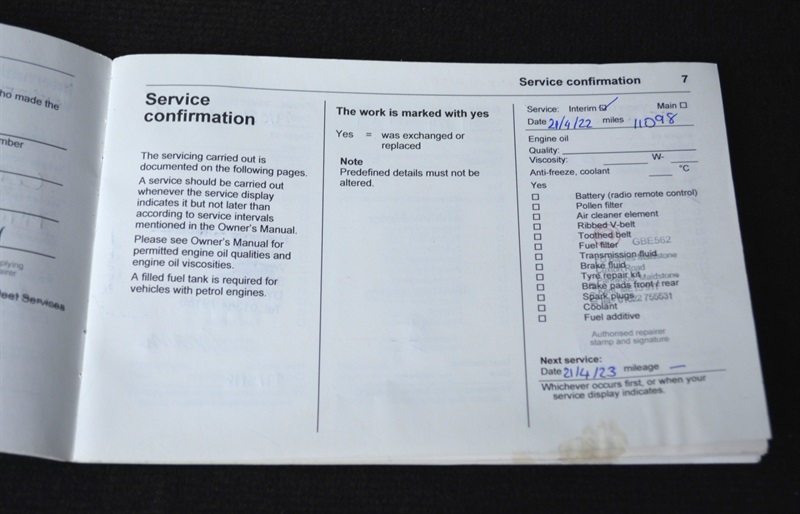 ho made the
mber
plying
leet Services
Service confirmation 7
Service
confirmation
The servicing carried out is
documented on the following pages.
A service should be carried out
whenever the service display
indicates it but not later than
according to service intervals
mentioned in the Owner's Manual.
Please see Owner's Manual for
permitted engine oil qualities and
engine oil viscosities.
A filled fuel tank is required for
vehicles with petrol engines.
The work is marked with yes
Yes = was exchanged or
replaced
Note
Predefined details must not be
altered.
Service: Interim ☑ Main ☐
Date 21/4/22 miles 11098
Engine oil
Quality:
Viscosity: W-
Anti-freeze, coolant °C
Yes
☐ Battery (radio remote control)
☐ Pollen filter
☐ Air cleaner element
☐ Ribbed V-belt
☐ Toothed belt
☐ Fuel filter
GBE562
☐ Transmission fluid
☐ Brake fluid
Road
☐ Tyre repair kit
Maidstone
☐ Brake pads front / rear
☐ Spark plugs
☐ Coolant
☐ Fuel additive
Authorised repairer
stamp and signature
Next service:
Date 21/4/23 mileage —
Whichever occurs first, or when your
service display indicates.